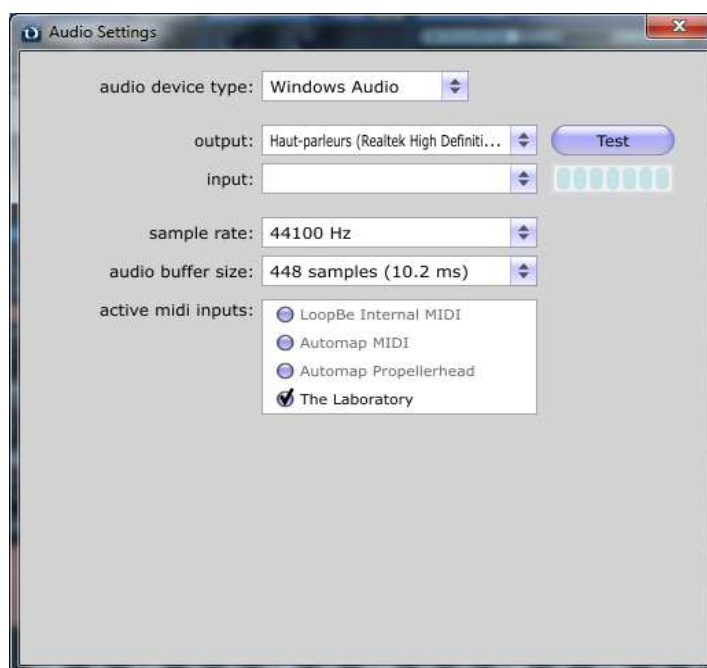 Audio Settings
x
audio device type: Windows Audio
output: Haut-parleurs (Realtek High Definiti... Test
input:
sample rate: 44100 Hz
audio buffer size: 448 samples (10.2 ms)
active midi inputs: LoopBe Internal MIDI
Automap MIDI
Automap Propellerhead
The Laboratory